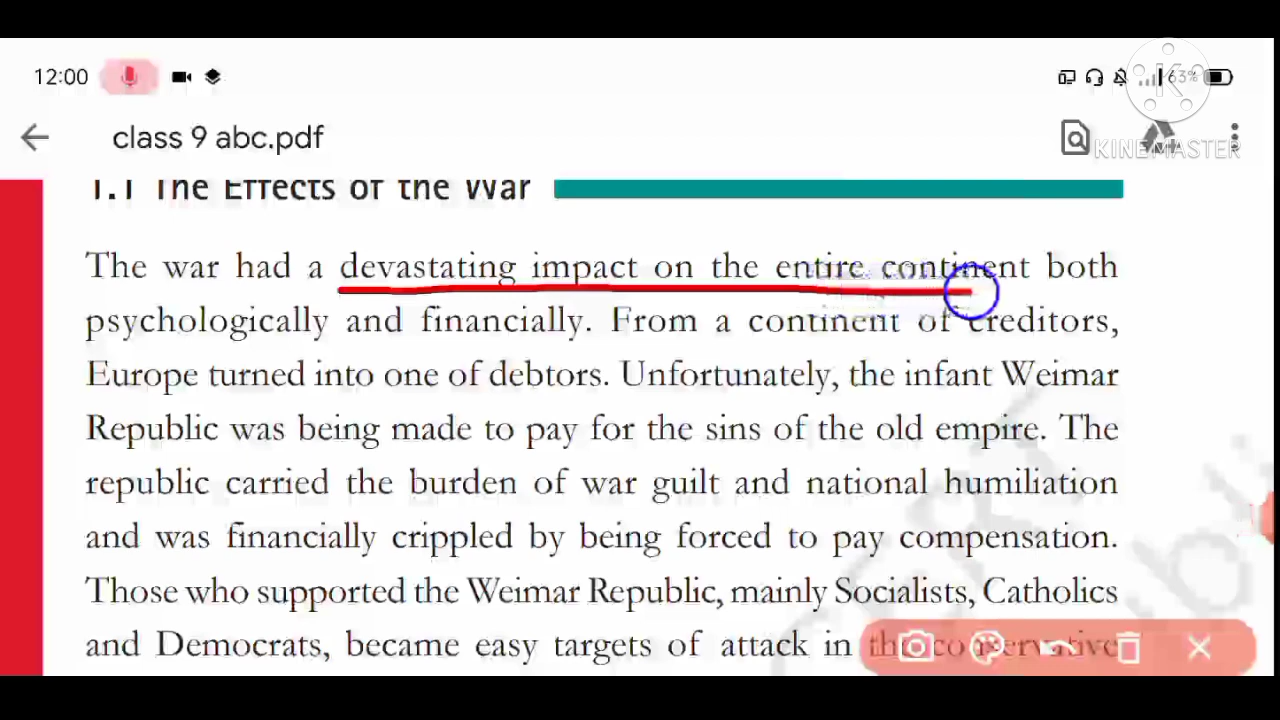 12:00
63%
class 9 abc.pdf
KINEMASTER
1.1 The Effects of the War
The war had a devastating impact on the entire continent both
psychologically and financially. From a continent of creditors,
Europe turned into one of debtors. Unfortunately, the infant Weimar
Republic was being made to pay for the sins of the old empire. The
republic carried the burden of war guilt and national humiliation
and was financially crippled by being forced to pay compensation.
Those who supported the Weimar Republic, mainly Socialists, Catholics
and Democrats, became easy targets of attack in the conservative